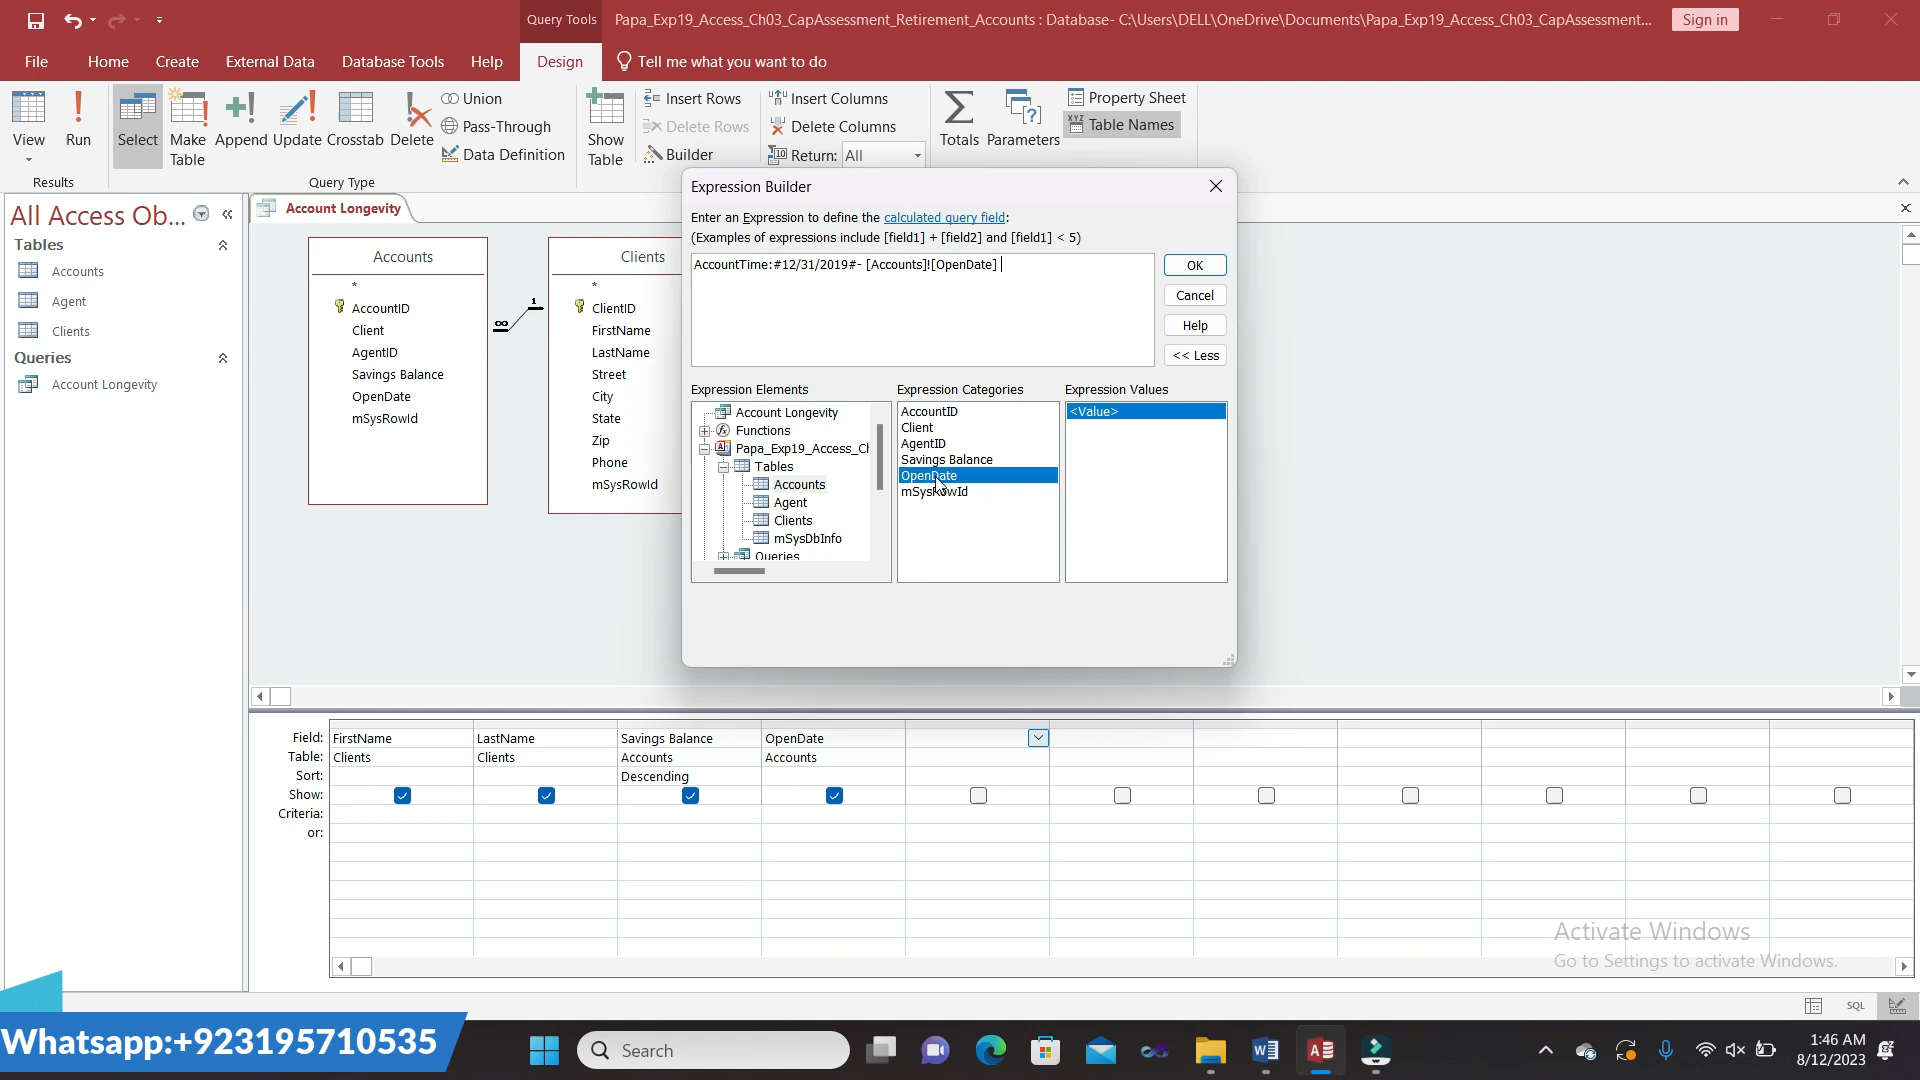 Query Tools
Papa_Exp19_Access_Ch03_CapAssessment_Retirement_Accounts : Database- C:\Users\DELL\OneDrive\Documents\Papa_Exp19_Access_Ch03_CapAssessment...
Sign in
File
Home
Create
External Data
Database Tools
Help
Design
Tell me what you want to do
View
Run
Select
Make Table
Append
Update
Crosstab
Delete
Union
Pass-Through
Data Definition
Show Table
Insert Rows
Delete Rows
Builder
Insert Columns
Delete Columns
Return: All
Totals
Parameters
Property Sheet
Table Names
Results
Query Type
All Access Ob...
Tables
Accounts
Agent
Clients
Queries
Account Longevity
Account Longevity
Accounts
*
AccountID
Client
AgentID
Savings Balance
OpenDate
mSysRowId
∞
1
Clients
*
ClientID
FirstName
LastName
Street
City
State
Zip
Phone
mSysRowId
Expression Builder
Enter an Expression to define the calculated query field:
(Examples of expressions include [field1] + [field2] and [field1] < 5)
AccountTime:#12/31/2019#- [Accounts]![OpenDate]
OK
Cancel
Help
<< Less
Expression Elements
Account Longevity
Functions
Papa_Exp19_Access_Ch
Tables
Accounts
Agent
Clients
mSysDbInfo
Queries
Expression Categories
AccountID
Client
AgentID
Savings Balance
OpenDate
mSysRowId
Expression Values
<Value>
Field: FirstName LastName Savings Balance OpenDate
Table: Clients Clients Accounts Accounts
Sort: Descending
Show:
Criteria:
or:
Activate Windows
Go to Settings to activate Windows.
SQL
Whatsapp:+923195710535
Search
1:46 AM
8/12/2023